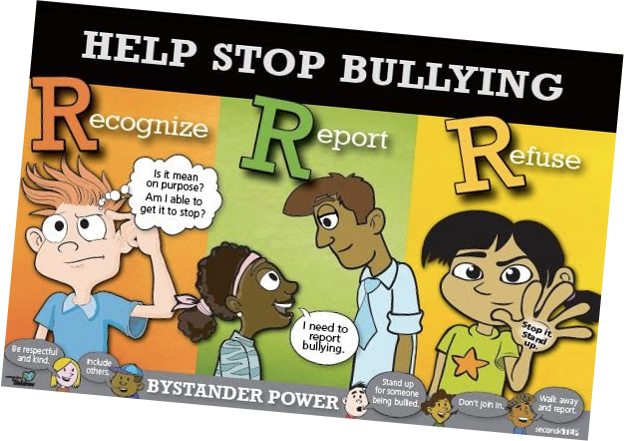 HELP STOP BULLYING
Recognize
Report
Refuse
Is it mean
on purpose?
Am I able to
get it to stop?
I need to
report
bullying.
Stop it.
Stand
up.
Be respectful
and kind.
Include
others.
BYSTANDER POWER
Stand up
for someone
being bullied.
Don't join in.
Walk away
and report.